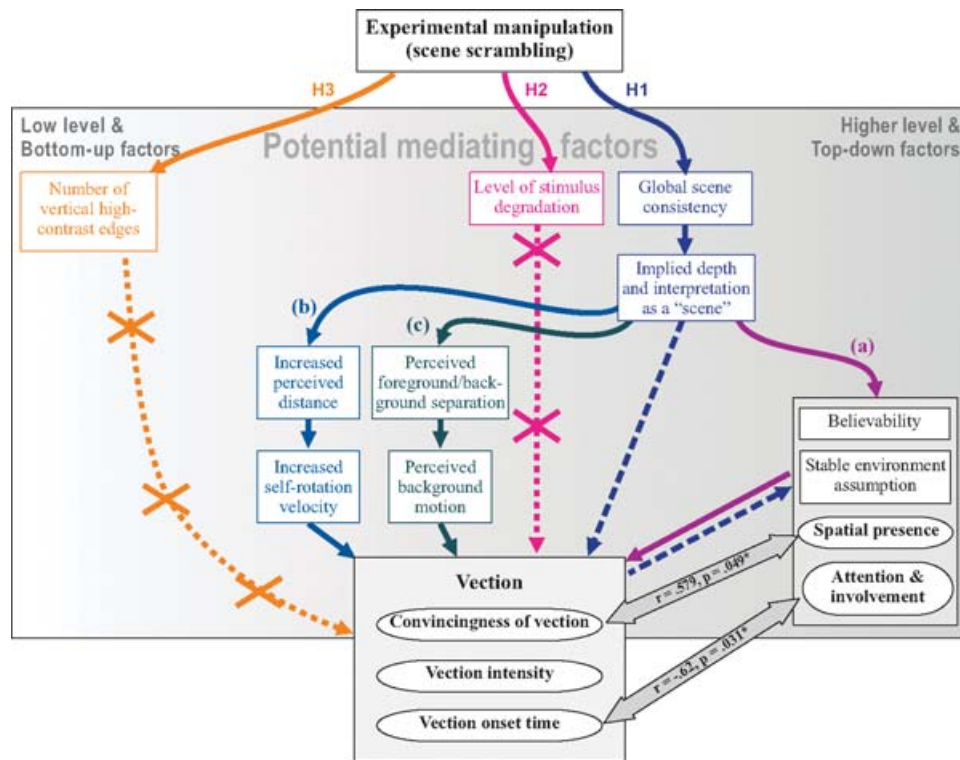 Experimental manipulation
(scene scrambling)
H3
H2
H1
Low level &
Bottom-up factors
Potential mediating factors
Higher level &
Top-down factors
Number of
vertical high-
contrast edges
Level of stimulus
degradation
Global scene
consistency
Implied depth
and interpretation
as a “scene”
(b)
(c)
(a)
Increased
perceived
distance
Perceived
foreground/back-
ground separation
Believability
Stable environment
assumption
Increased
self-rotation
velocity
Perceived
background
motion
Spatial presence
Attention &
involvement
Vection
r = .579, p = .049*
Convincingness of vection
r = -.62, p = .031*
Vection intensity
Vection onset time